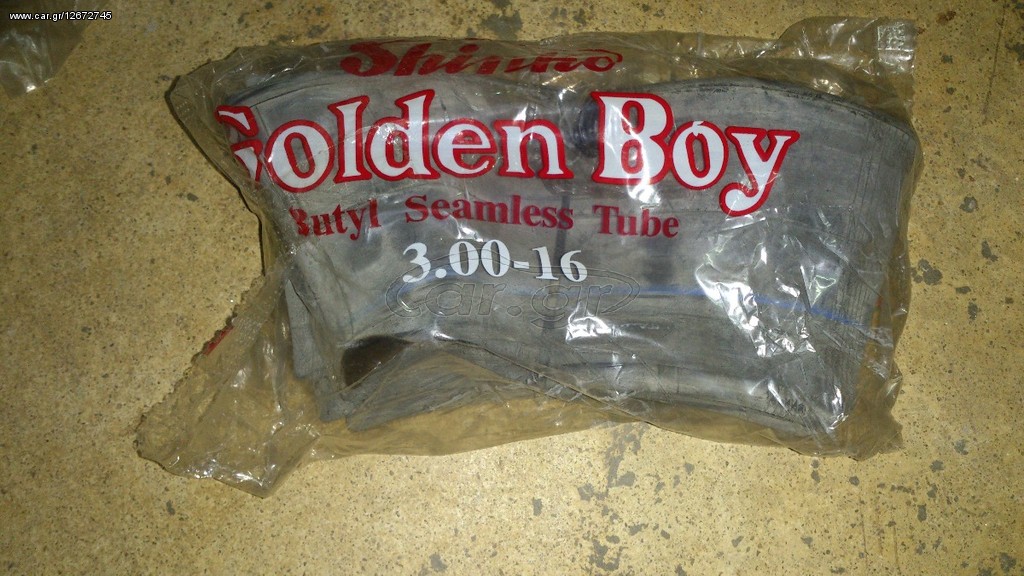 www.car.gr/12672745
Shinko
Golden Boy
Butyl Seamless Tube
3.00-16
car.gr